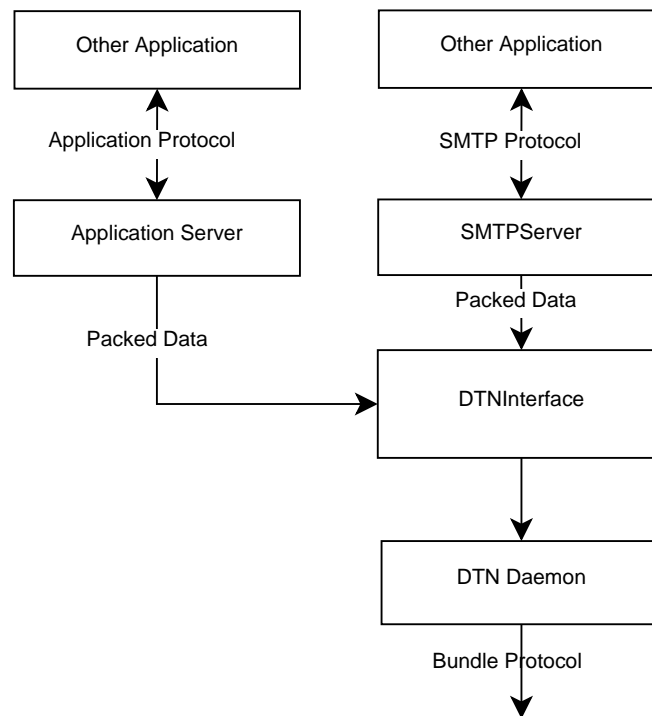 Other Application
Other Application
Application Protocol
SMTP Protocol
Application Server
SMTPServer
Packed Data
Packed Data
DTNInterface
DTN Daemon
Bundle Protocol